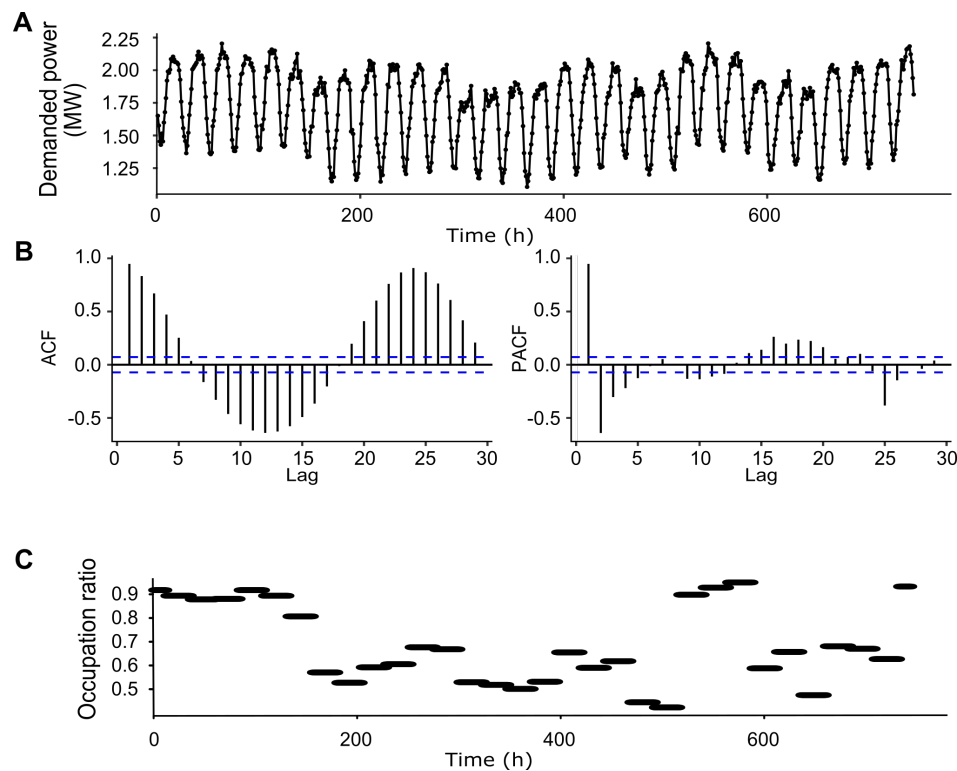 A
Demanded power
(MW)
2.25
2.00
1.75
1.50
1.25
0 200 400 600
Time (h)
B
ACF
1.0
0.5
0.0
-0.5
0 5 10 15 20 25 30
Lag
PACF
1.0
0.5
0.0
-0.5
0 5 10 15 20 25 30
Lag
C
Occupation ratio
0.9
0.8
0.7
0.6
0.5
0 200 400 600
Time (h)